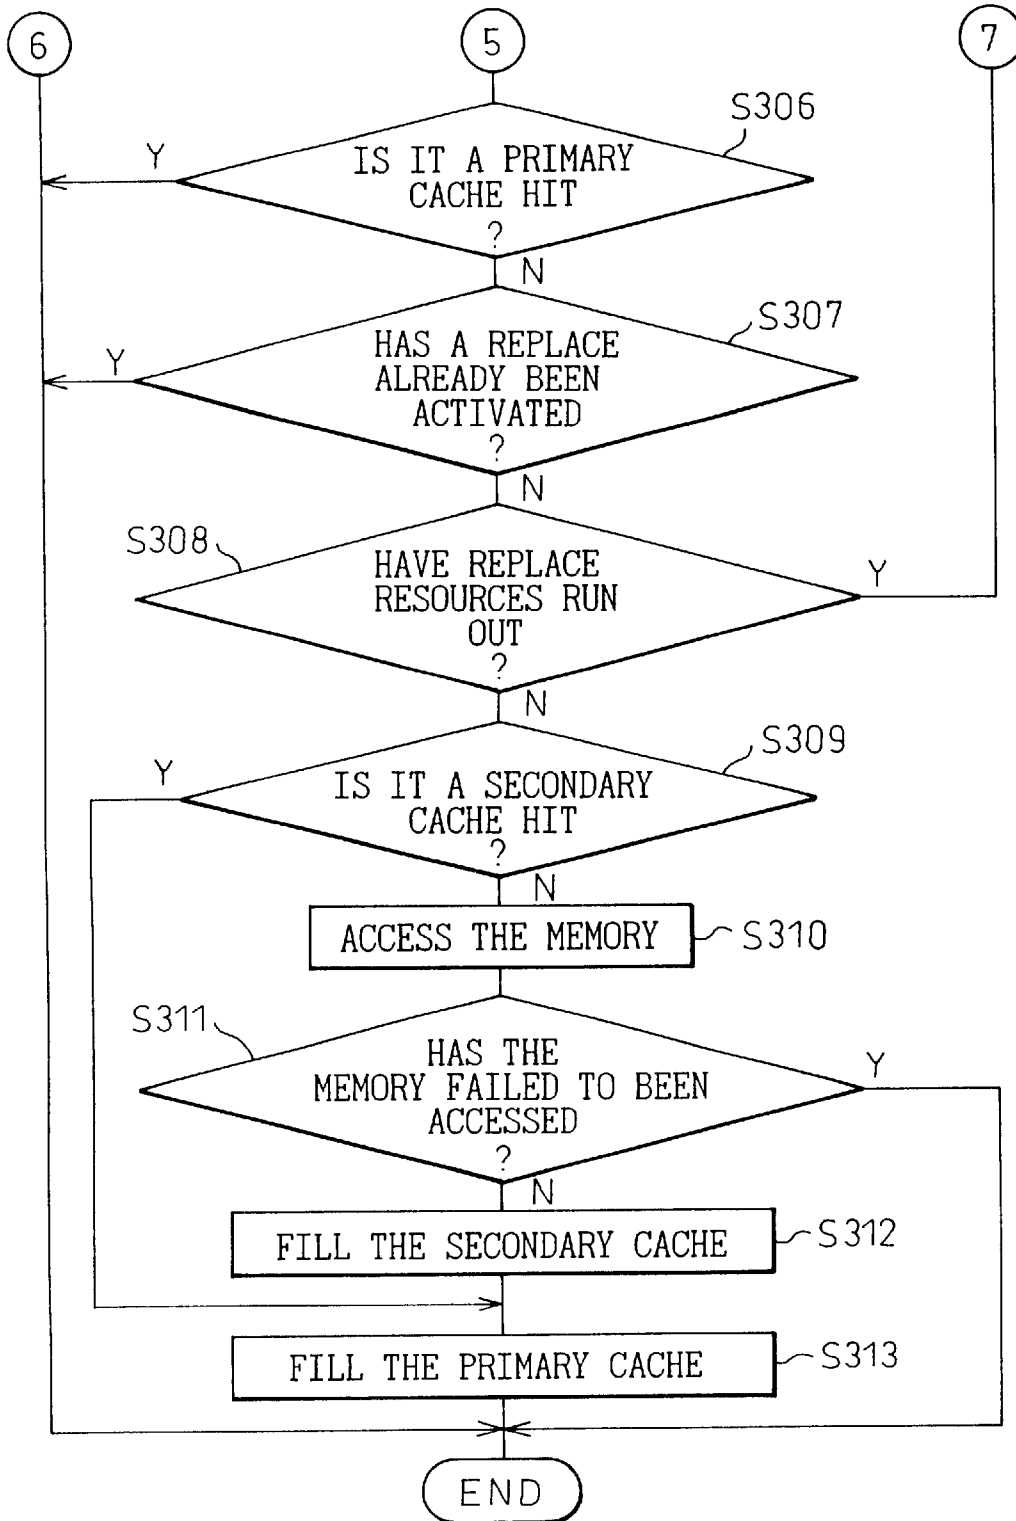 6
5
7
S306
Y
IS IT A PRIMARY
CACHE HIT
?
N
S307
Y
HAS A REPLACE
ALREADY BEEN
ACTIVATED
?
N
S308
HAVE REPLACE
RESOURCES RUN
OUT
?
Y
N
S309
Y
IS IT A SECONDARY
CACHE HIT
?
N
ACCESS THE MEMORY
S310
S311
HAS THE
MEMORY FAILED TO BEEN
ACCESSED
?
Y
N
FILL THE SECONDARY CACHE
S312
FILL THE PRIMARY CACHE
S313
END